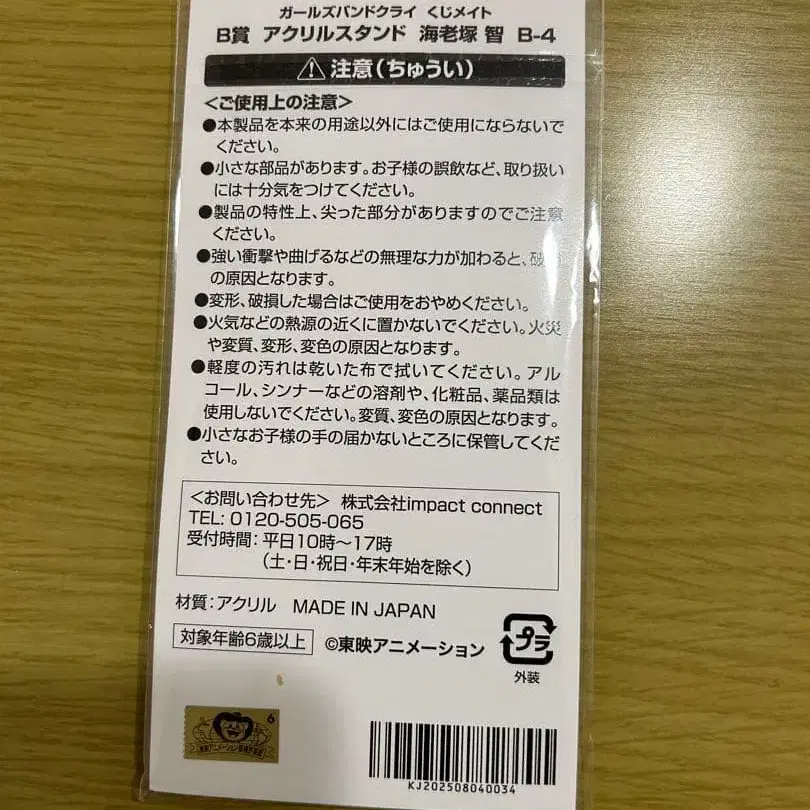 ガールズバンドクライ くじメイト
B賞 アクリルスタンド 海老塚 智 B-4
注意(ちゅうい)
<ご使用上の注意>
●本製品を本来の用途以外にはご使用にならないで
ください。
●小さな部品があります。お子様の誤飲など、取り扱い
には十分気をつけてください。
●製品の特性上、尖った部分がありますのでご注意
ください。
●強い衝撃や曲げるなどの無理な力が加わると、破
の原因となります。
●変形、破損した場合はご使用をおやめください。
●火気などの熱源の近くに置かないでください。火災
や変質、変形、変色の原因となります。
●軽度の汚れは乾いた布で拭いてください。アル
コール、シンナーなどの溶剤や、化粧品、薬品類は
使用しないでください。変質、変色の原因となります。
●小さなお子様の手の届かないところに保管してくだ
さい。
<お問い合わせ先> 株式会社impact connect
TEL: 0120-505-065
受付時間:平日10時~17時
(土・日・祝日・年末年始を除く)
材質:アクリル MADE IN JAPAN
対象年齢6歳以上 ©東映アニメーション
プラ
外装
6
東映アニメーション
KJ202508040034